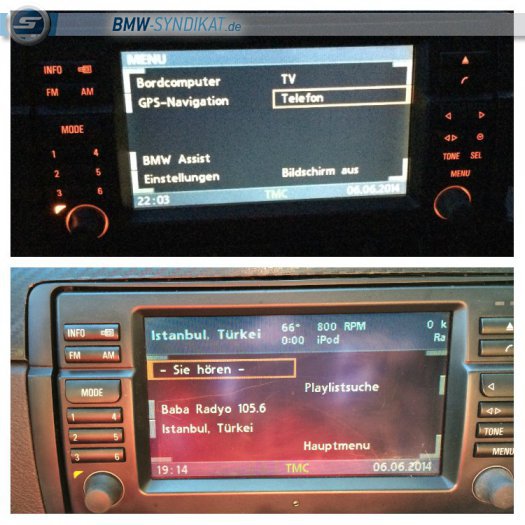 BMW-SYNDIKAT.de
MENU
Bordcomputer TV
GPS-Navigation Telefon
BMW Assist
Einstellungen Bildschirm aus
22:03 TMC 06.06.2014
INFO
FM AM
MODE
1 4
2 5
3 6
TONE SEL
MENU
Istanbul, Türkei 66° 800 RPM 0 k
0:00 iPod Ra
- Sie hören -
Playlistsuche
Baba Radyo 105.6
Istanbul, Türkei
Hauptmenu
19:14 TMC 06.06.2014
INFO
FM AM
MODE
1 4
2 5
3 6
TONE
MENU